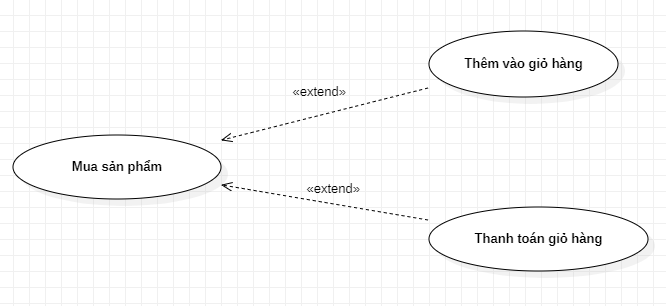 Thêm vào giỏ hàng
«extend»
Mua sản phẩm
«extend»
Thanh toán giỏ hàng